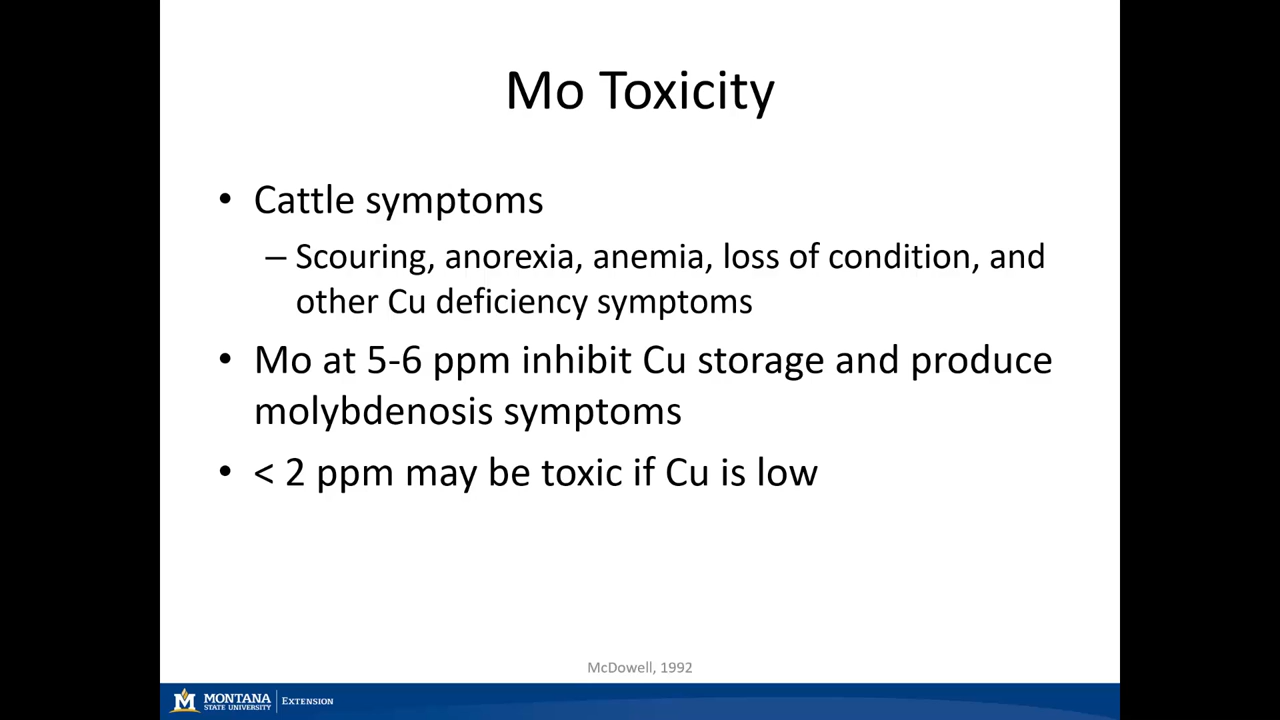 Mo Toxicity
• Cattle symptoms
– Scouring, anorexia, anemia, loss of condition, and
other Cu deficiency symptoms
• Mo at 5-6 ppm inhibit Cu storage and produce
molybdenosis symptoms
• < 2 ppm may be toxic if Cu is low
McDowell, 1992
M MONTANA
STATE UNIVERSITY
EXTENSION